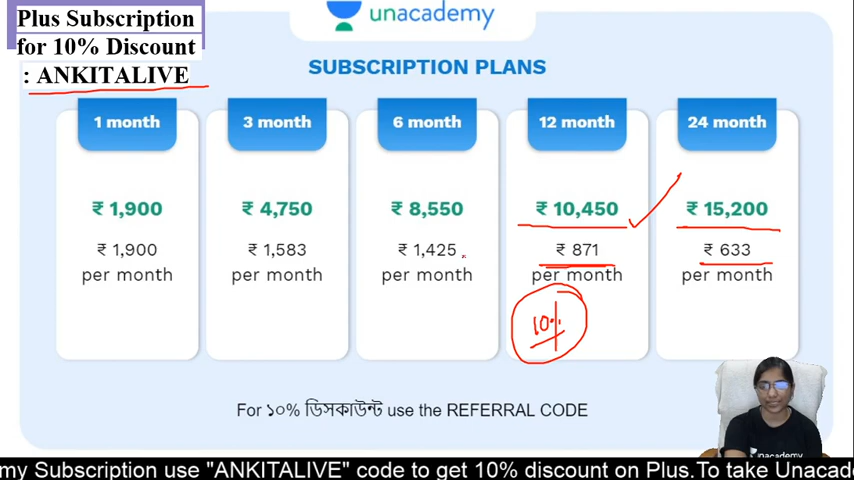 Plus Subscription
for 10% Discount
: ANKITALIVE
unacademy
SUBSCRIPTION PLANS
1 month
3 month
6 month
12 month
24 month
₹ 1,900
₹ 4,750
₹ 8,550
₹ 10,450
₹ 15,200
₹ 1,900
₹ 1,583
₹ 1,425
₹ 871
₹ 633
per month
per month
per month
per month
per month
10%
For ১০% ডিসকাউন্ট use the REFERRAL CODE
unacademy
my Subscription use "ANKITALIVE" code to get 10% discount on Plus.To take Unacade